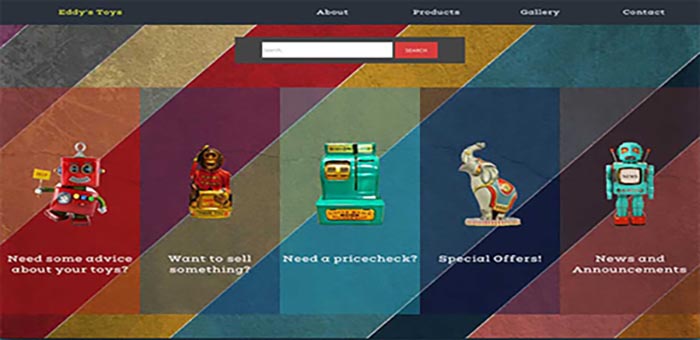 Eddy's Toys
About
Products
Gallery
Contact
Search
SEARCH
Need some advice
about your toys?
Want to sell
something?
Need a pricecheck?
Special Offers!
News and
Announcements
NEWS